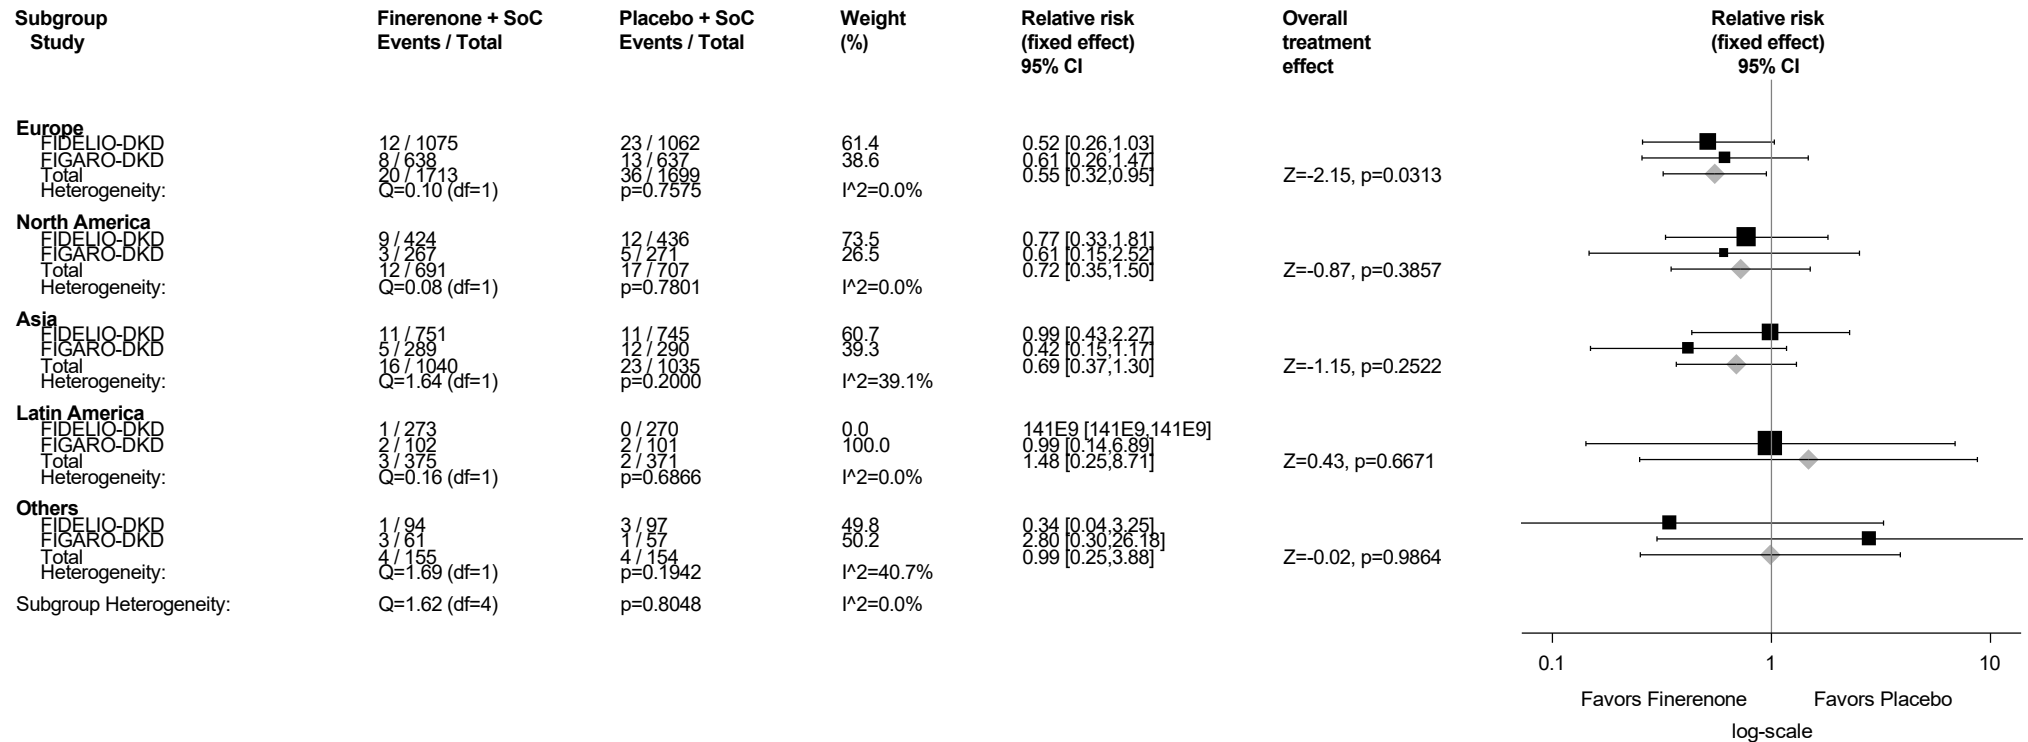 Subgroup Finerenone + SoC Placebo + SoC Weight Relative risk Overall Relative risk
Study Events / Total Events / Total (%) (fixed effect) treatment (fixed effect)
95% CI effect 95% CI
Europe
FIDELIO-DKD 12 / 1075 23 / 1062 61.4 0.52 [0.26,1.03]
FIGARO-DKD 8 / 638 13 / 637 38.6 0.61 [0.26,1.47]
Total 20 / 1713 36 / 1699 0.55 [0.32,0.95] Z=-2.15, p=0.0313
Heterogeneity: Q=0.10 (df=1) p=0.7575 I^2=0.0%
North America
FIDELIO-DKD 9 / 424 12 / 436 73.5 0.77 [0.33,1.81]
FIGARO-DKD 3 / 267 5 / 271 26.5 0.61 [0.15,2.52]
Total 12 / 691 17 / 707 0.72 [0.35,1.50] Z=-0.87, p=0.3857
Heterogeneity: Q=0.08 (df=1) p=0.7801 I^2=0.0%
Asia
FIDELIO-DKD 11 / 751 11 / 745 60.7 0.99 [0.43,2.27]
FIGARO-DKD 5 / 289 12 / 290 39.3 0.42 [0.15,1.17]
Total 16 / 1040 23 / 1035 0.69 [0.37,1.30] Z=-1.15, p=0.2522
Heterogeneity: Q=1.64 (df=1) p=0.2000 I^2=39.1%
Latin America
FIDELIO-DKD 1 / 273 0 / 270 0.0 141E9 [141E9,141E9]
FIGARO-DKD 2 / 102 2 / 101 100.0 0.99 [0.14,6.89]
Total 3 / 375 2 / 371 1.48 [0.25,8.71] Z=0.43, p=0.6671
Heterogeneity: Q=0.16 (df=1) p=0.6866 I^2=0.0%
Others
FIDELIO-DKD 1 / 94 3 / 97 49.8 0.34 [0.04,3.25]
FIGARO-DKD 3 / 61 1 / 57 50.2 2.80 [0.30,26.18]
Total 4 / 155 4 / 154 0.99 [0.25,3.88] Z=-0.02, p=0.9864
Heterogeneity: Q=1.69 (df=1) p=0.1942 I^2=40.7%
Subgroup Heterogeneity: Q=1.62 (df=4) p=0.8048 I^2=0.0%
0.1 1 10
Favors Finerenone Favors Placebo
log-scale